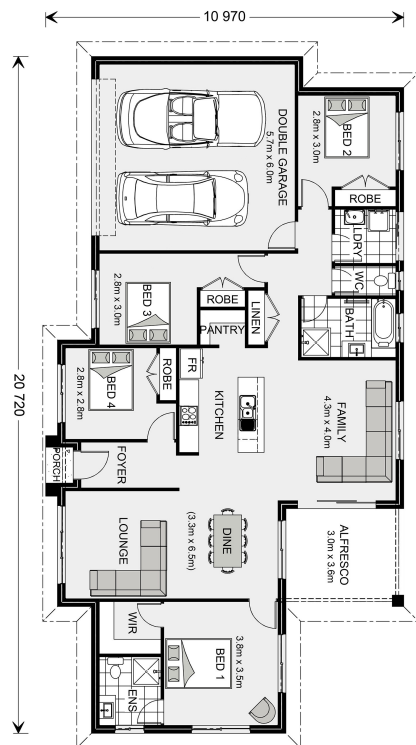 10 970
20 720
DOUBLE GARAGE
5.7m x 6.0m
BED 2
2.8m x 3.0m
ROBE
LDRY
WC
BED 3
2.8m x 3.0m
ROBE
LINEN
PANTRY
BATH
BED 4
2.8m x 2.8m
ROBE
FR
KITCHEN
FAMILY
4.3m x 4.0m
PORCH
FOYER
LOUNGE
(3.3m x 6.5m)
DINE
ALFRESCO
3.0m x 3.6m
WIR
BED 1
3.8m x 3.5m
ENS